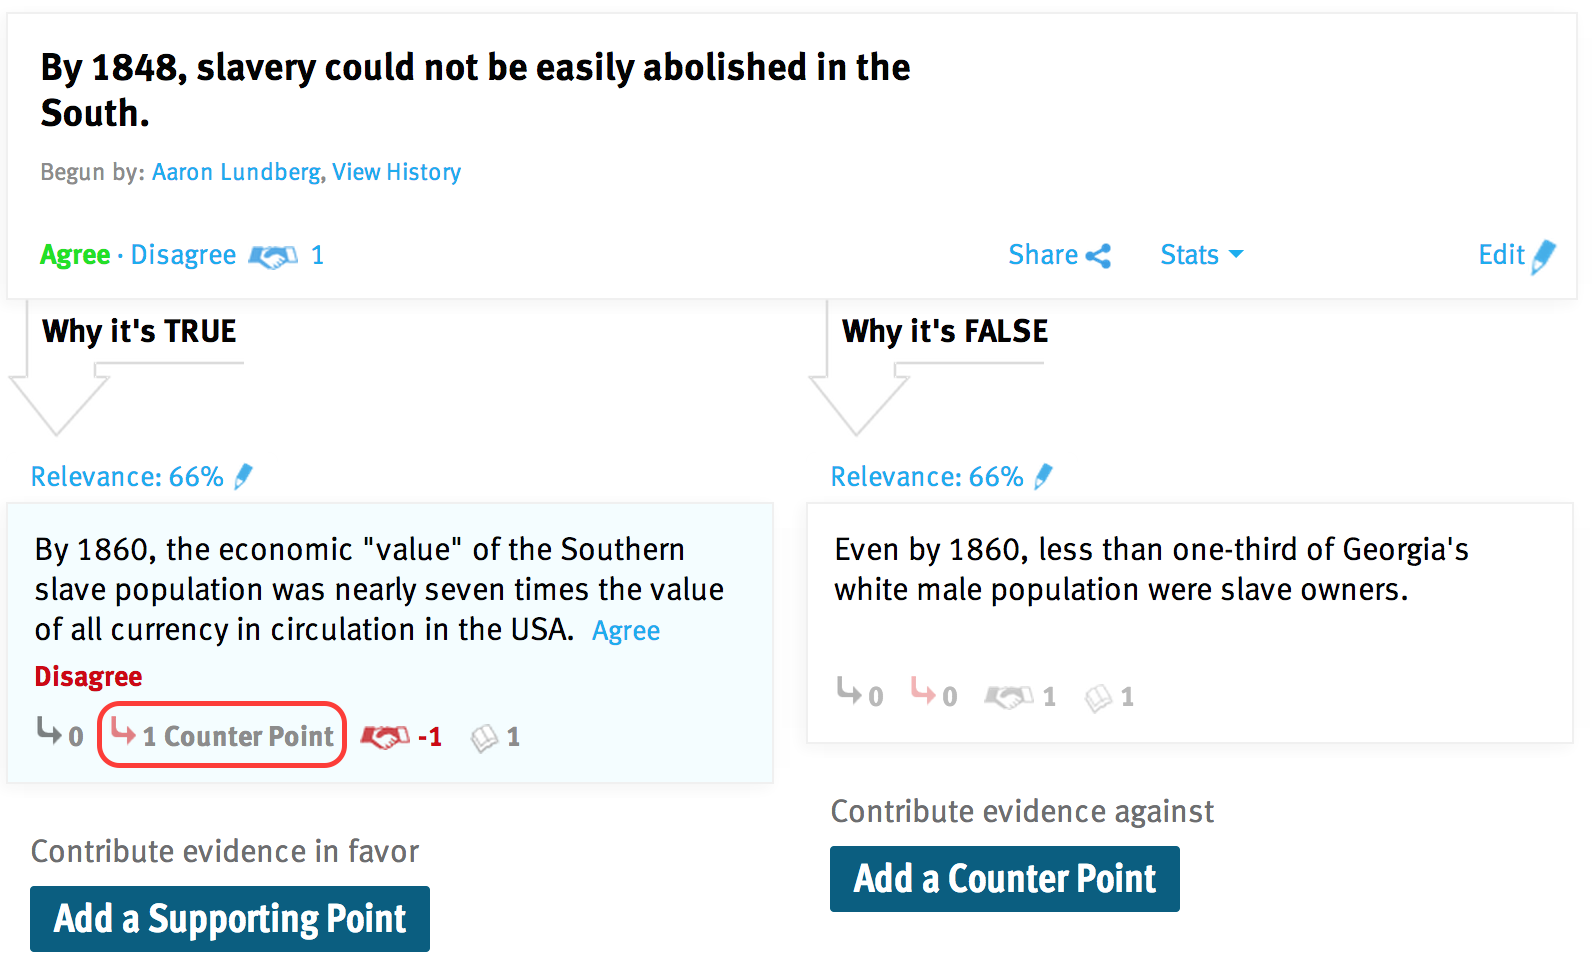 By 1848, slavery could not be easily abolished in the
South.
Begun by: Aaron Lundberg, View History
Agree · Disagree 1
Share
Stats
Edit
Why it's TRUE
Relevance: 66%
By 1860, the economic "value" of the Southern
slave population was nearly seven times the value
of all currency in circulation in the USA. Agree
Disagree
0 1 Counter Point -1 1
Contribute evidence in favor
Add a Supporting Point
Why it's FALSE
Relevance: 66%
Even by 1860, less than one-third of Georgia's
white male population were slave owners.
0 0 1 1
Contribute evidence against
Add a Counter Point